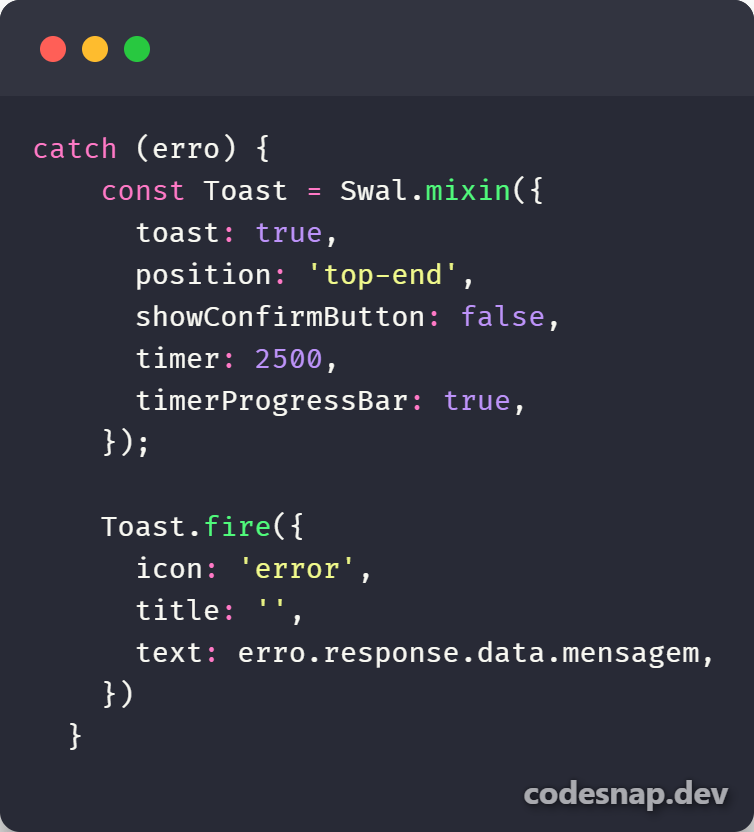 catch (erro) {
    const Toast = Swal.mixin({
      toast: true,
      position: 'top-end',
      showConfirmButton: false,
      timer: 2500,
      timerProgressBar: true,
    });

    Toast.fire({
      icon: 'error',
      title: '',
      text: erro.response.data.mensagem,
    })
  }
codesnap.dev